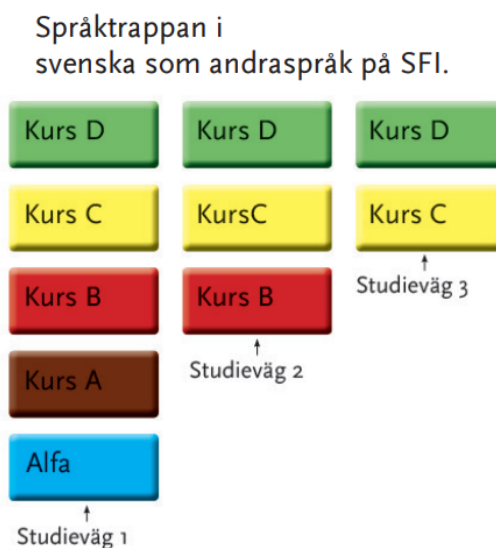 Språktrappan i
svenska som andraspråk på SFI.
Kurs D
Kurs D
Kurs D
Kurs C
KursC
Kurs C
Studieväg 3
Kurs B
Kurs B
Studieväg 2
Kurs A
Alfa
Studieväg 1